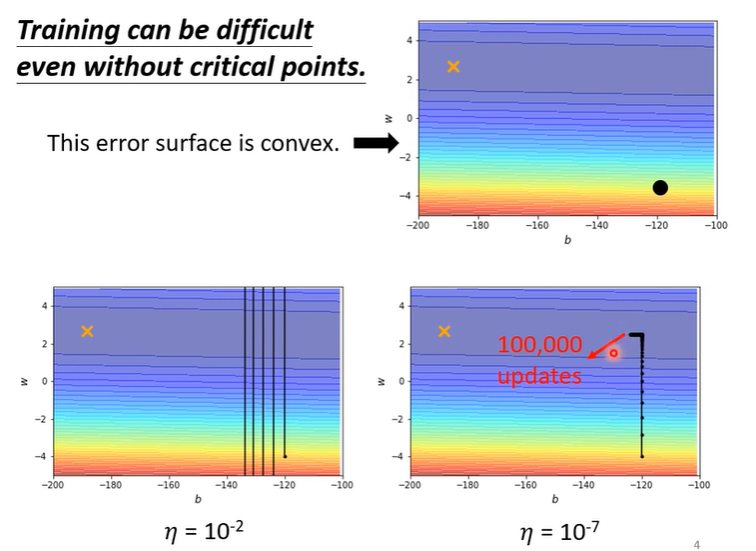 Training can be difficult
even without critical points.
This error surface is convex.
4
2
0
−2
−4
w
−200 −180 −160 −140 −120 −100
b
4
2
0
−2
−4
w
−200 −180 −160 −140 −120 −100
b
η = 10-2
4
2
0
−2
−4
w
100,000
updates
−200 −180 −160 −140 −120 −100
b
η = 10-7
4